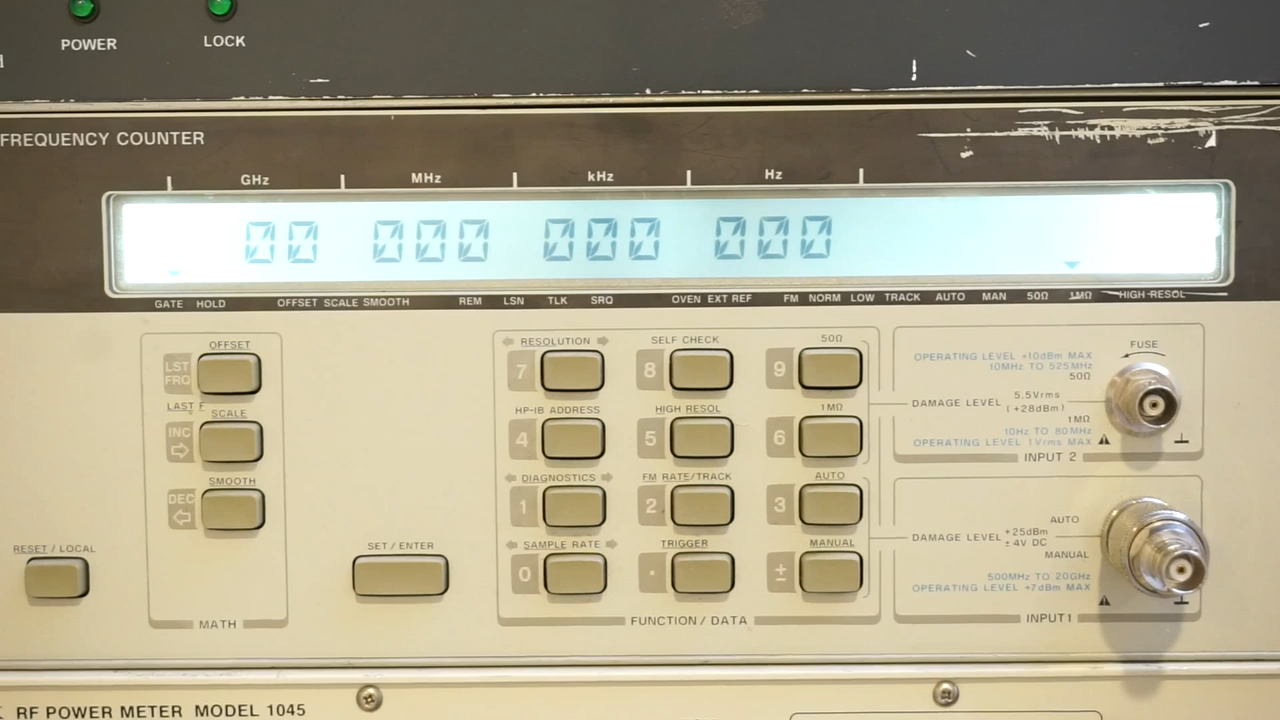 POWER LOCK
FREQUENCY COUNTER
GHz MHz kHz Hz
00 000 000 000
GATE HOLD OFFSET SCALE SMOOTH REM LSN TLK SRQ OVEN EXT REF FM NORM LOW TRACK AUTO MAN 50Ω 1MΩ HIGH RESOL
OFFSET
LST
FRQ
LAST F
SCALE
INC
SMOOTH
DEC
MATH
RESET / LOCAL
SET / ENTER
RESOLUTION SELF CHECK 50Ω
7 8 9
HP-IB ADDRESS HIGH RESOL 1MΩ
4 5 6
DIAGNOSTICS FM RATE/TRACK AUTO
1 2 3
SAMPLE RATE TRIGGER MANUAL
0 . ±
FUNCTION / DATA
FUSE
OPERATING LEVEL +10dBm MAX
10MHz TO 525MHz
50Ω
DAMAGE LEVEL 5.5Vrms
(+28dBm)
1MΩ
10Hz TO 80MHz
OPERATING LEVEL 1Vrms MAX
INPUT 2
AUTO
DAMAGE LEVEL +25dBm
± 4V DC
MANUAL
500MHz TO 20GHz
OPERATING LEVEL +7dBm MAX
INPUT 1
RF POWER METER MODEL 1045